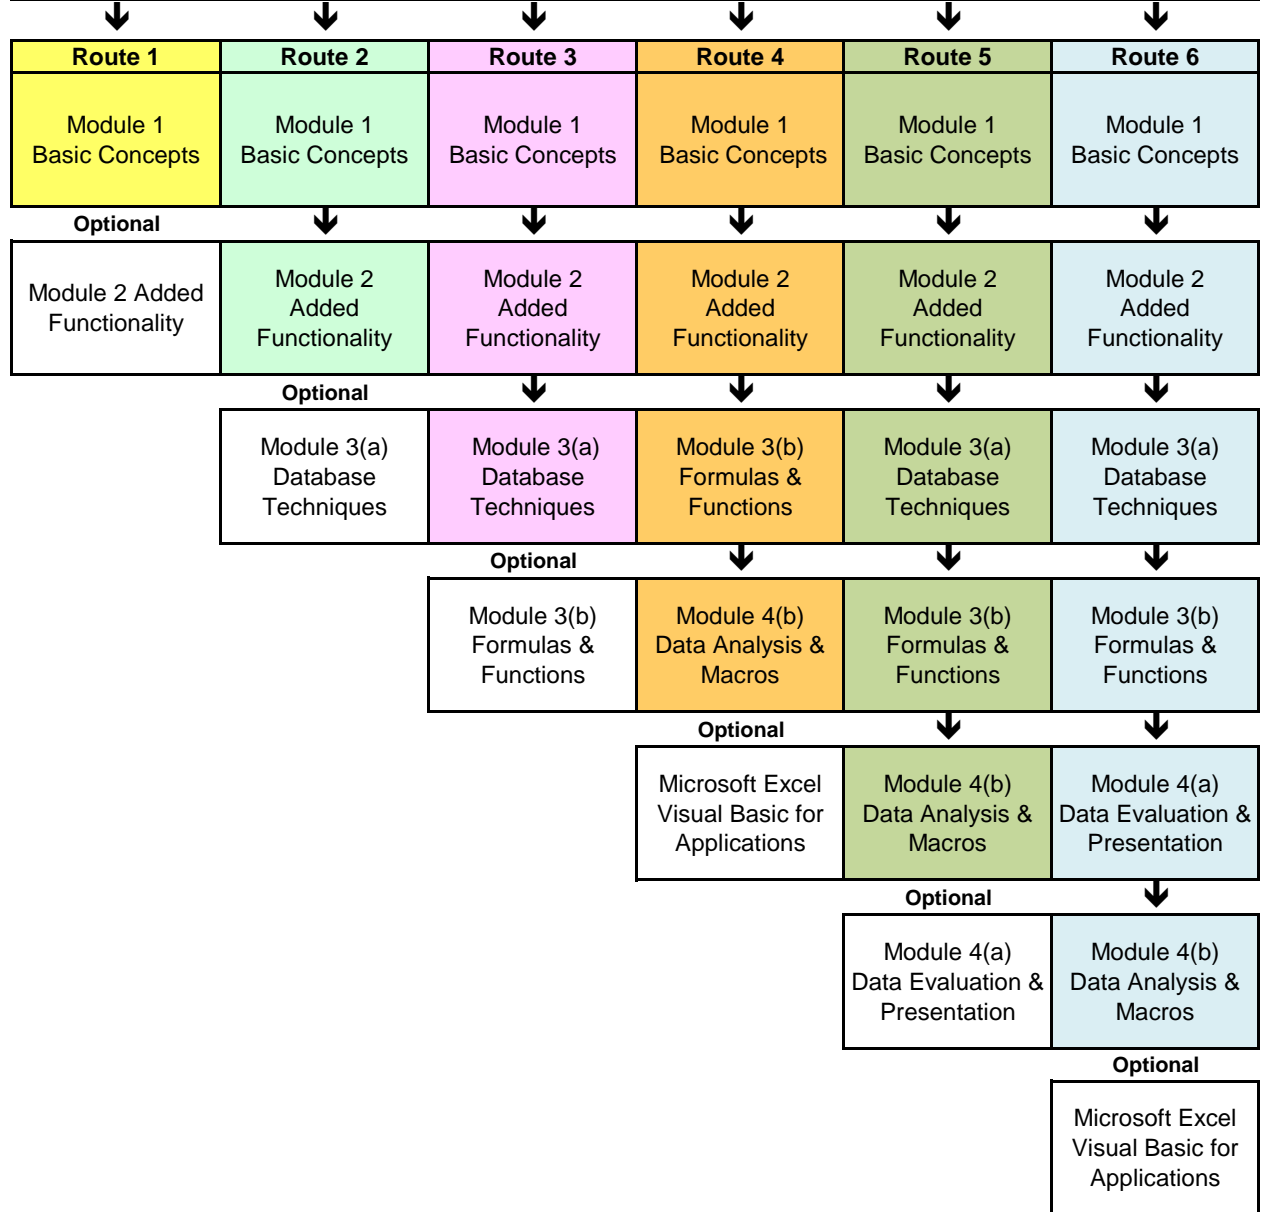 Route 1
Route 2
Route 3
Route 4
Route 5
Route 6
Module 1
Basic Concepts
Module 1
Basic Concepts
Module 1
Basic Concepts
Module 1
Basic Concepts
Module 1
Basic Concepts
Module 1
Basic Concepts
Optional
Module 2 Added
Functionality
Module 2
Added
Functionality
Module 2
Added
Functionality
Module 2
Added
Functionality
Module 2
Added
Functionality
Module 2
Added
Functionality
Optional
Module 3(a)
Database
Techniques
Module 3(a)
Database
Techniques
Module 3(b)
Formulas &
Functions
Module 3(a)
Database
Techniques
Module 3(a)
Database
Techniques
Optional
Module 3(b)
Formulas &
Functions
Module 4(b)
Data Analysis &
Macros
Module 3(b)
Formulas &
Functions
Module 3(b)
Formulas &
Functions
Optional
Microsoft Excel
Visual Basic for
Applications
Module 4(b)
Data Analysis &
Macros
Module 4(a)
Data Evaluation &
Presentation
Optional
Module 4(a)
Data Evaluation &
Presentation
Module 4(b)
Data Analysis &
Macros
Optional
Microsoft Excel
Visual Basic for
Applications